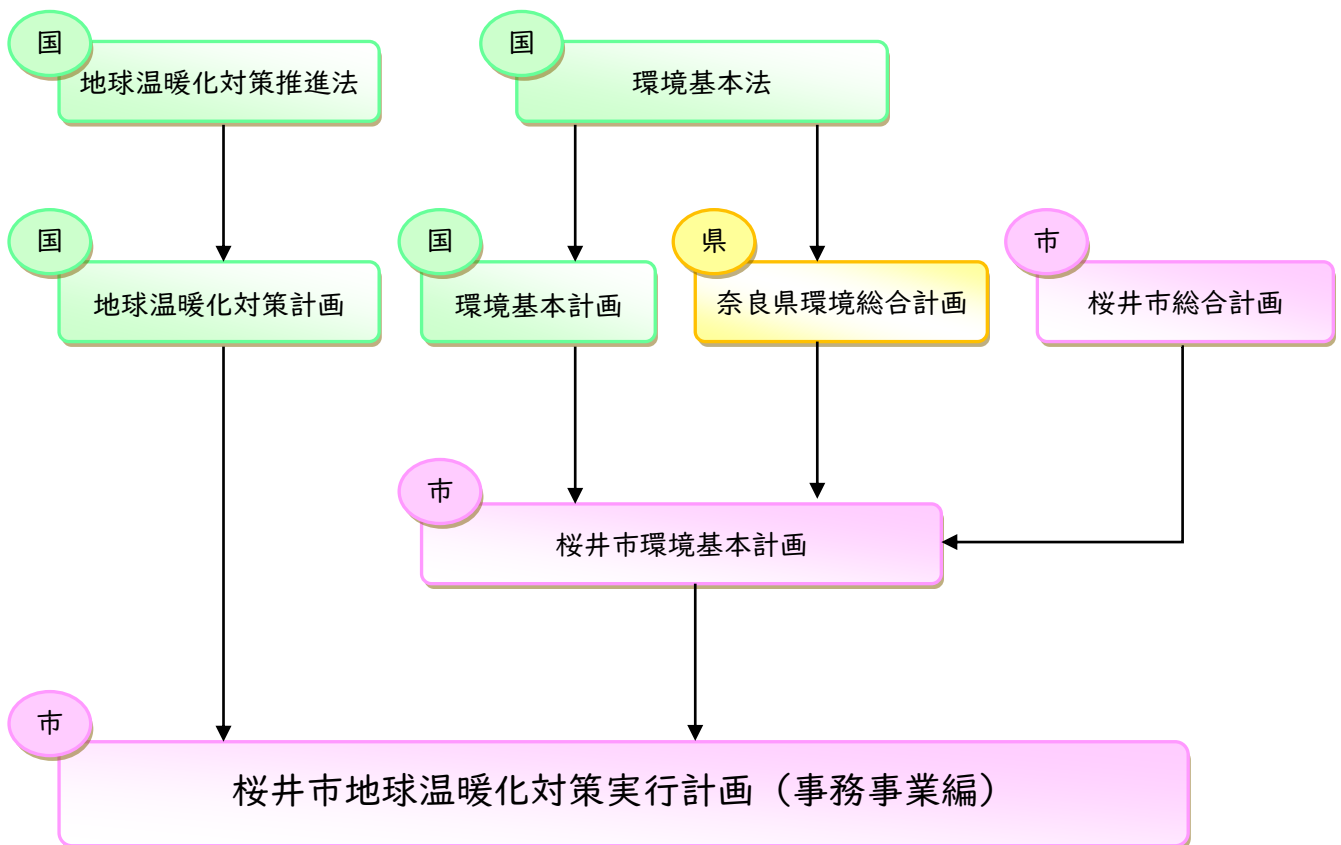 国
地球温暖化対策推進法
国
環境基本法
国
地球温暖化対策計画
国
環境基本計画
県
奈良県環境総合計画
市
桜井市総合計画
市
桜井市環境基本計画
市
桜井市地球温暖化対策実行計画（事務事業編）